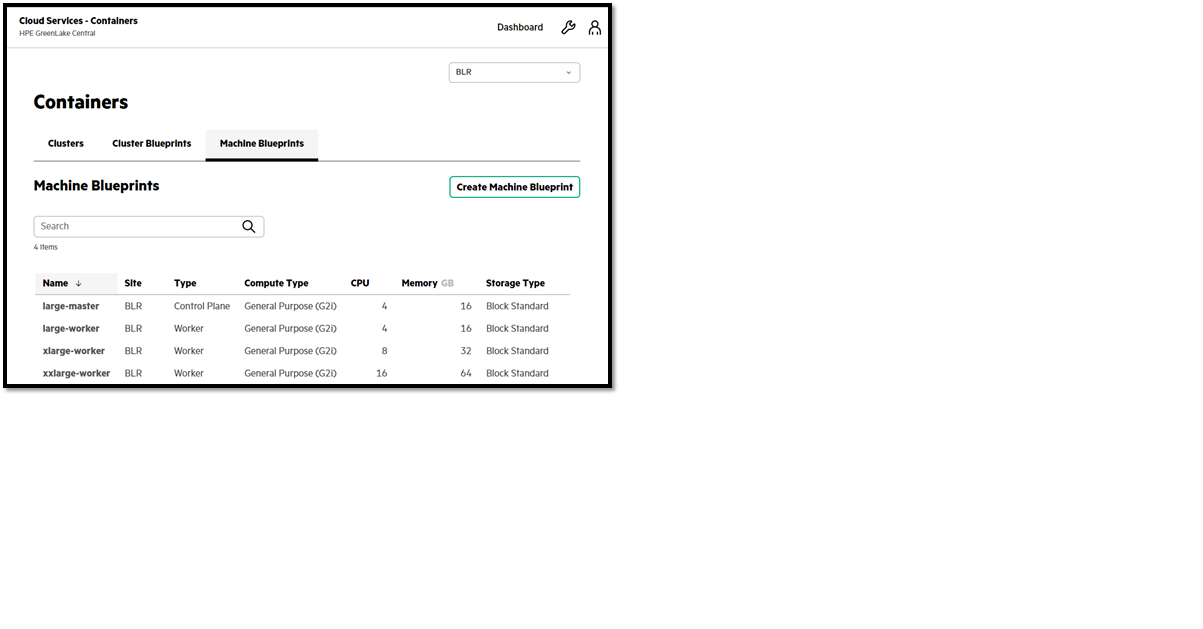 Cloud Services - Containers
HPE GreenLake Central
Dashboard
BLR
Containers
Clusters Cluster Blueprints Machine Blueprints
Machine Blueprints
Create Machine Blueprint
Search
4 Items
Name Site Type Compute Type CPU Memory GB Storage Type
large-master BLR Control Plane General Purpose (G2i) 4 16 Block Standard
large-worker BLR Worker General Purpose (G2i) 4 16 Block Standard
xlarge-worker BLR Worker General Purpose (G2i) 8 32 Block Standard
xxlarge-worker BLR Worker General Purpose (G2i) 16 64 Block Standard